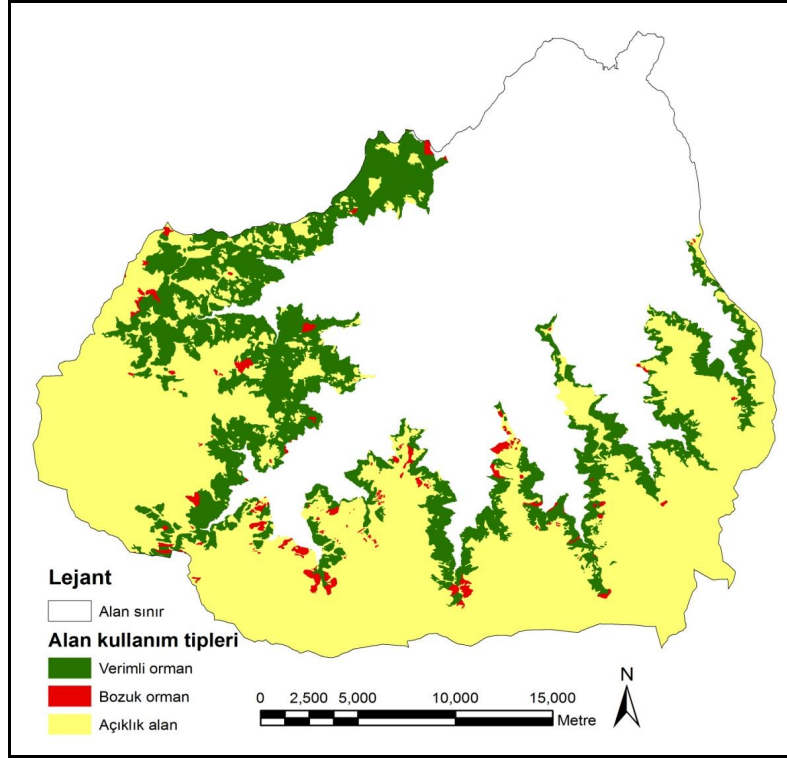 Lejant
Alan sınır
Alan kullanım tipleri
Verimli orman
Bozuk orman
Açıklık alan
0 2,500 5,000 10,000 15,000
Metre
N